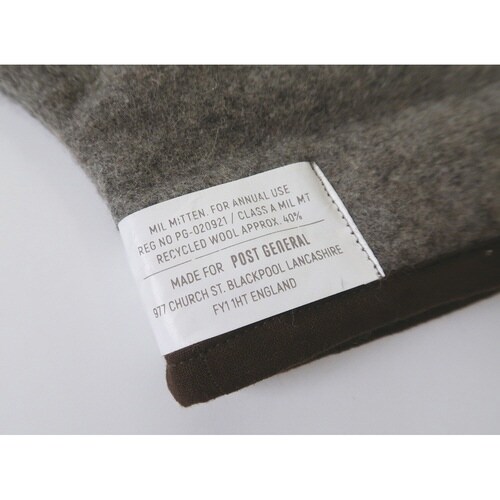 MIL MITTEN. FOR ANNUAL USE
REG NO PG-020921 / CLASS A MIL MT
RECYCLED WOOL APPROX. 40%
MADE FOR POST GENERAL
977 CHURCH ST. BLACKPOOL LANCASHIRE
FY1 1HT ENGLAND